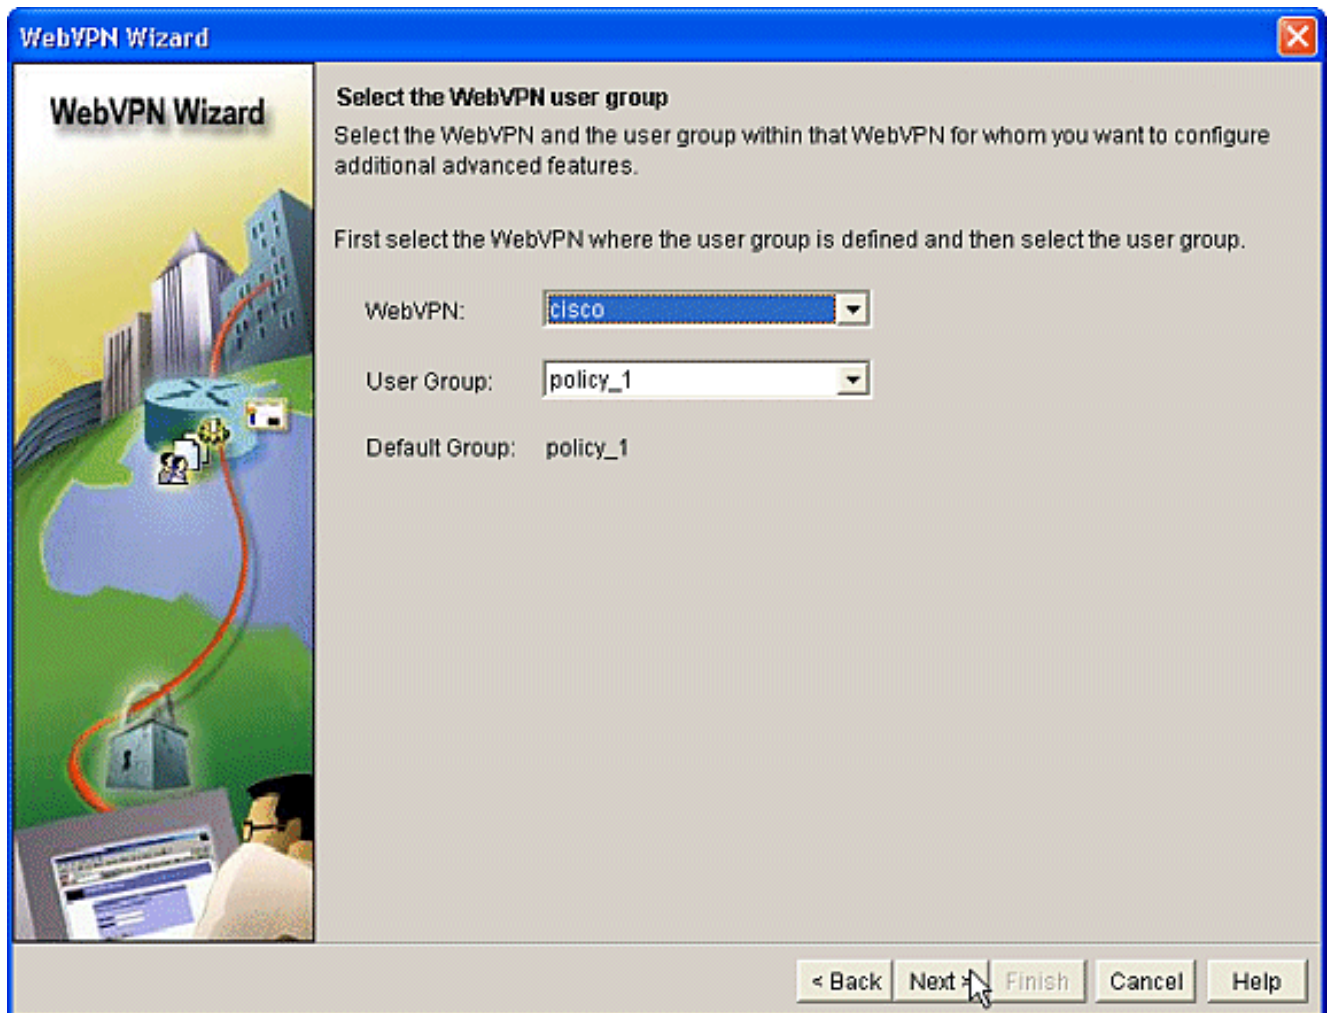 WebVPN Wizard
WebVPN Wizard
Select the WebVPN user group
Select the WebVPN and the user group within that WebVPN for whom you want to configure
additional advanced features.
First select the WebVPN where the user group is defined and then select the user group.
WebVPN: cisco
User Group: policy_1
Default Group: policy_1
< Back Next > Finish Cancel Help